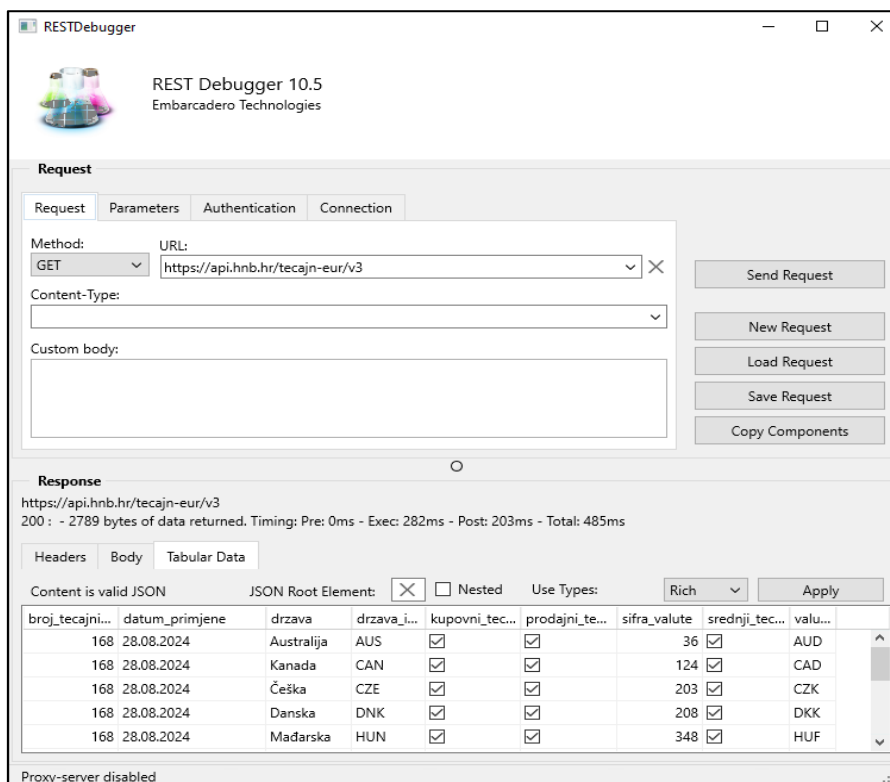 RESTDebugger
REST Debugger 10.5
Embarcadero Technologies
Request
Request Parameters Authentication Connection
Method: URL:
GET https://api.hnb.hr/tecajn-eur/v3
Send Request
Content-Type:
New Request
Custom body:
Load Request
Save Request
Copy Components
Response
https://api.hnb.hr/tecajn-eur/v3
200 : - 2789 bytes of data returned. Timing: Pre: 0ms - Exec: 282ms - Post: 203ms - Total: 485ms
Headers Body Tabular Data
Content is valid JSON JSON Root Element: Nested Use Types: Rich Apply
broj_tecajni... datum_primjene drzava drzava_i... kupovni_tec... prodajni_te... sifra_valute srednji_tec... valu...
168 28.08.2024 Australija AUS 36 AUD
168 28.08.2024 Kanada CAN 124 CAD
168 28.08.2024 Češka CZE 203 CZK
168 28.08.2024 Danska DNK 208 DKK
168 28.08.2024 Mađarska HUN 348 HUF
Proxy-server disabled